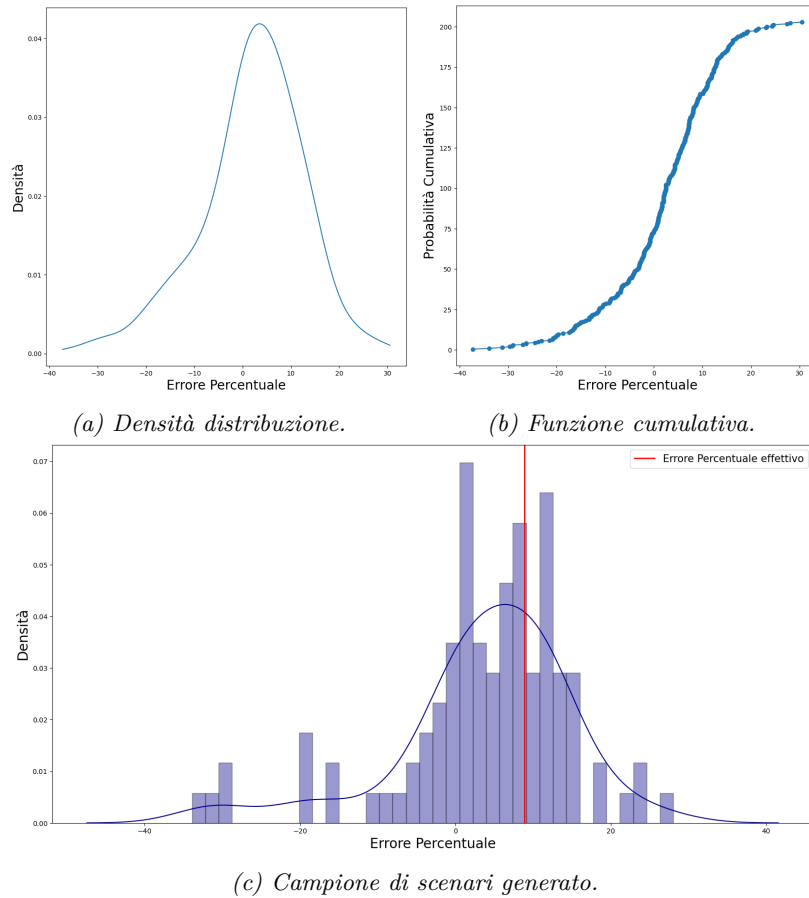 0.04
0.03
0.02
0.01
0.00
Densità
−40 −30 −20 −10 0 10 20 30
Errore Percentuale
(a) Densità distribuzione.
200
175
150
125
100
75
50
25
0
Probabilità Cumulativa
−40 −30 −20 −10 0 10 20 30
Errore Percentuale
(b) Funzione cumulativa.
0.07
0.06
0.05
0.04
0.03
0.02
0.01
0.00
Densità
Errore Percentuale effettivo
−40 −20 0 20 40
Errore Percentuale
(c) Campione di scenari generato.